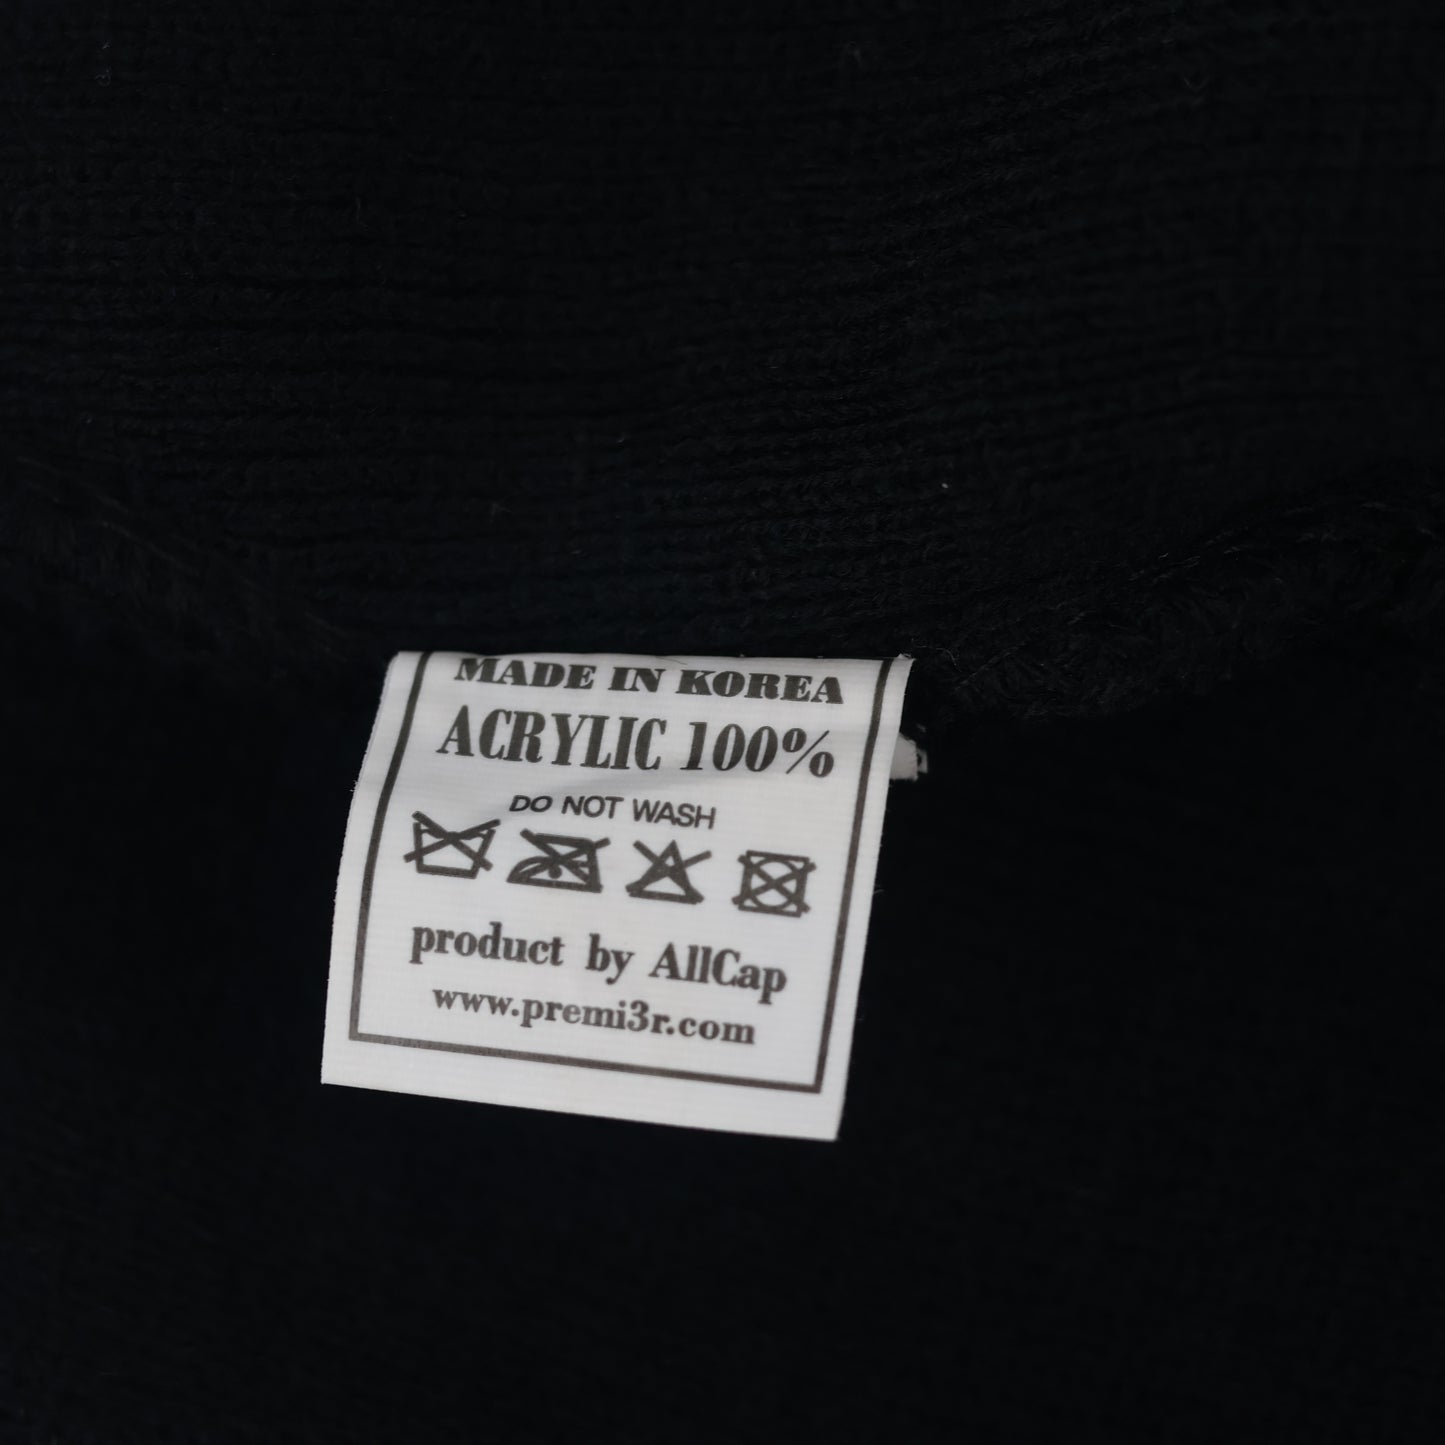 MADE IN KOREA
ACRYLIC 100%
DO NOT WASH
product by AllCap
www.premi3r.com